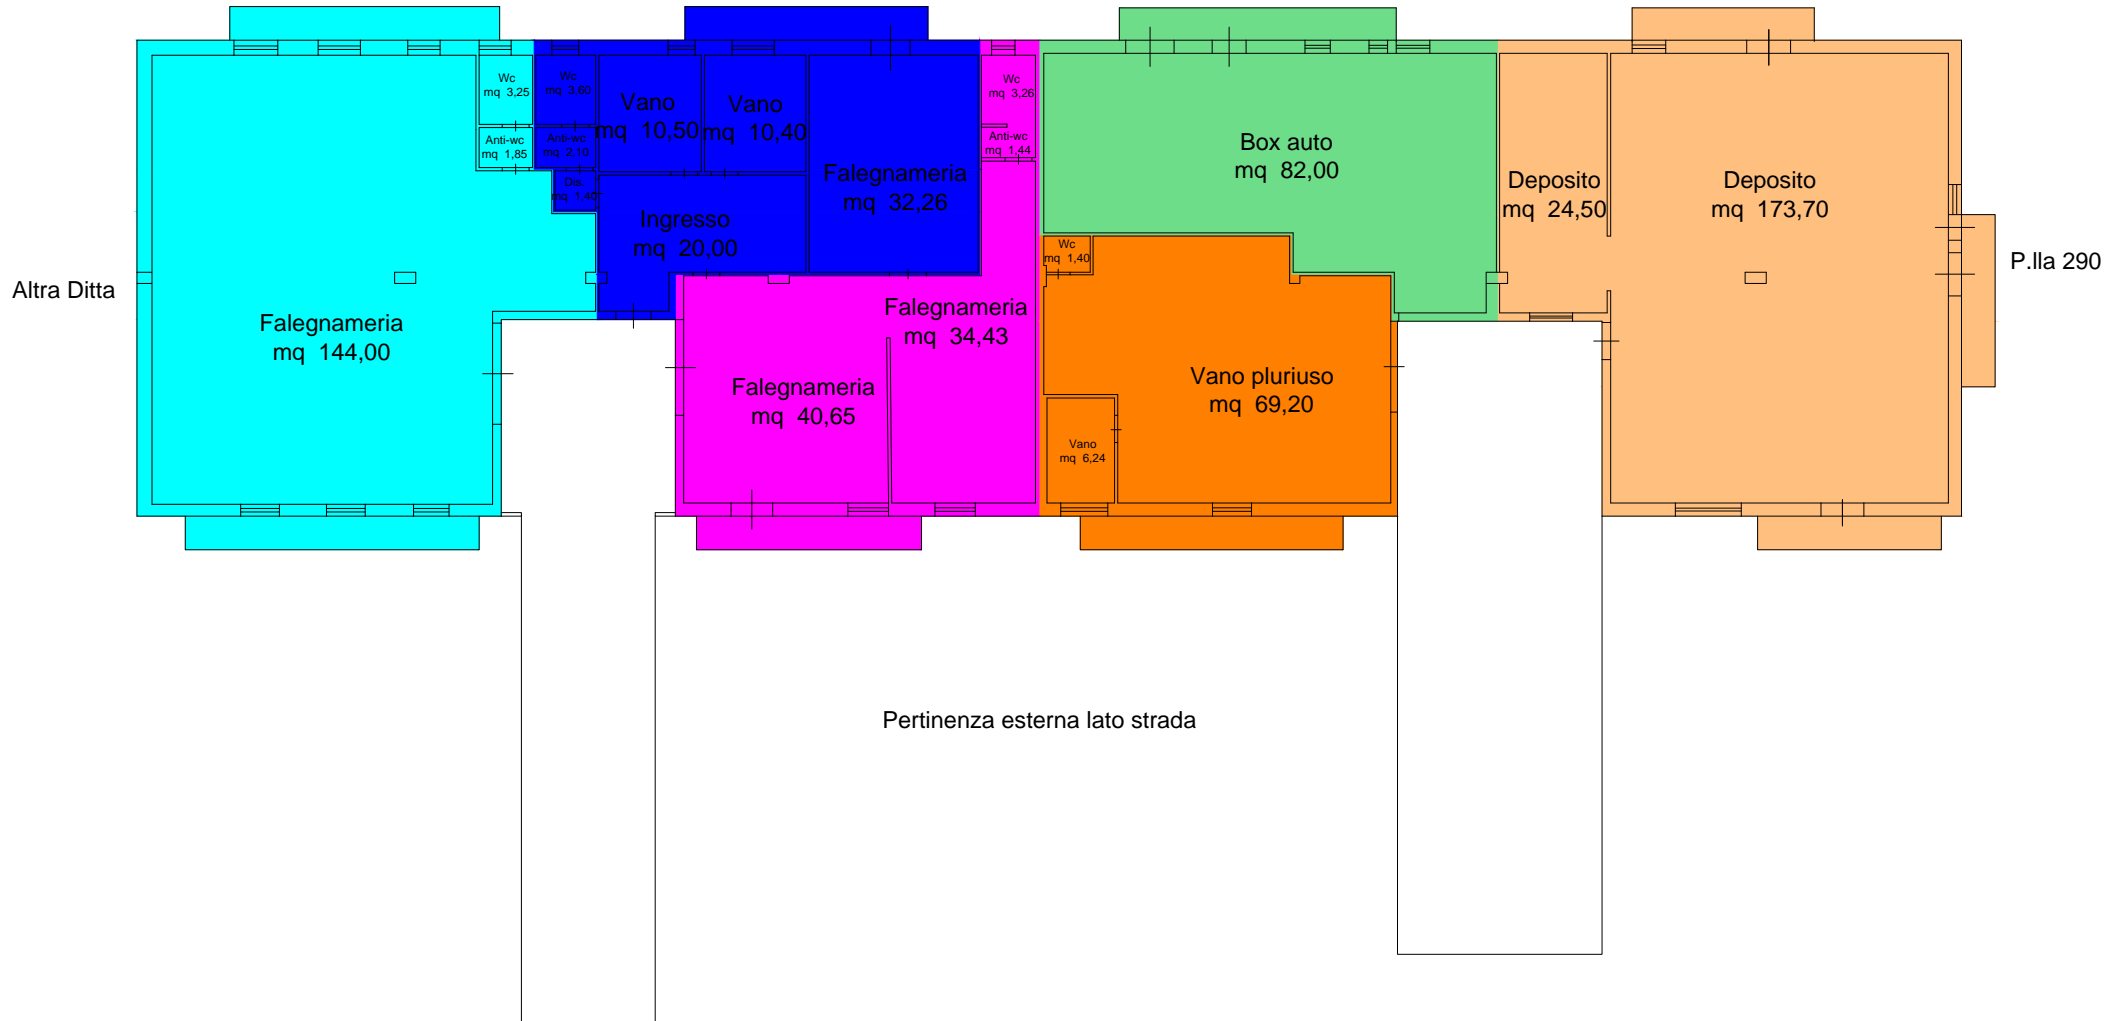 Wc
mq 3,25
Anti-wc
mq 1,85
Wc
mq 3,60
Anti-wc
mq 2,10
Dis.
mq 1,40
Vano
mq 10,50
Vano
mq 10,40
Falegnameria
mq 32,26
Ingresso
mq 20,00
Wc
mq 3,26
Anti-wc
mq 1,44
Box auto
mq 82,00
Deposito
mq 24,50
Deposito
mq 173,70
Altra Ditta
P.lla 290
Falegnameria
mq 144,00
Falegnameria
mq 34,43
Falegnameria
mq 40,65
Wc
mq 1,40
Vano pluriuso
mq 69,20
Vano
mq 6,24
Pertinenza esterna lato strada